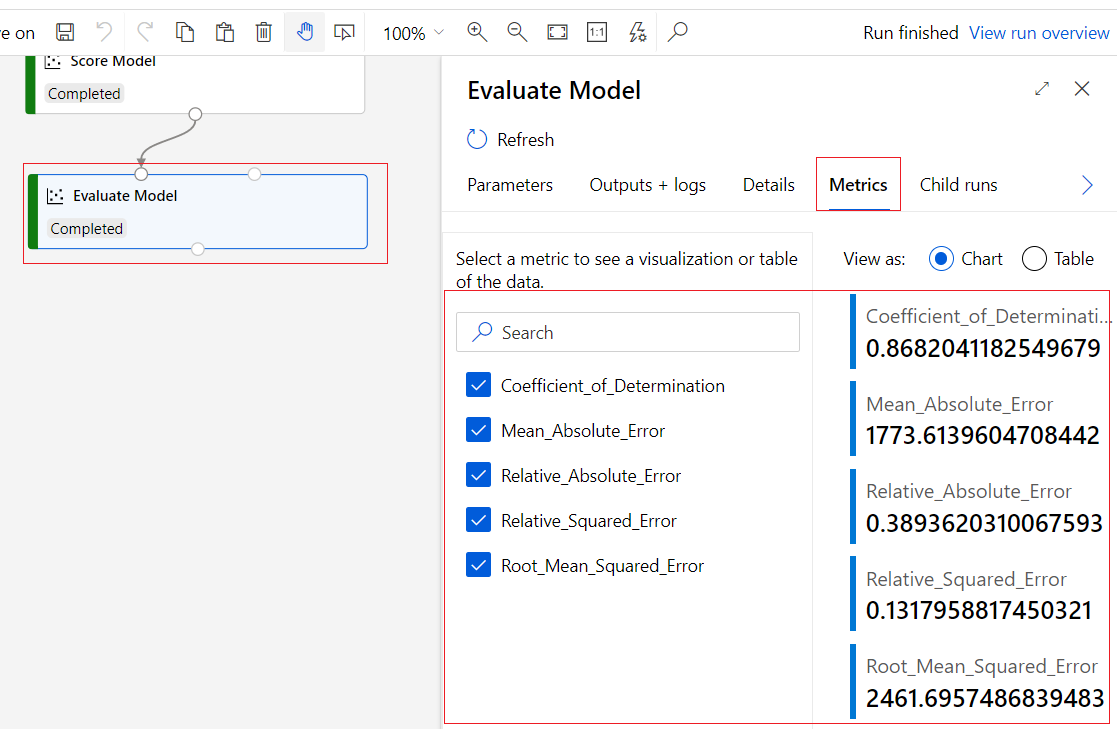 ve on
100%
1:1
Run finished View run overview
Score Model
Completed
Evaluate Model
Completed
Evaluate Model
Refresh
Parameters Outputs + logs Details Metrics Child runs
Select a metric to see a visualization or table
of the data.
Search
Coefficient_of_Determination
Mean_Absolute_Error
Relative_Absolute_Error
Relative_Squared_Error
Root_Mean_Squared_Error
View as: Chart Table
Coefficient_of_Determinati...
0.8682041182549679
Mean_Absolute_Error
1773.6139604708442
Relative_Absolute_Error
0.3893620310067593
Relative_Squared_Error
0.1317958817450321
Root_Mean_Squared_Error
2461.6957486839483